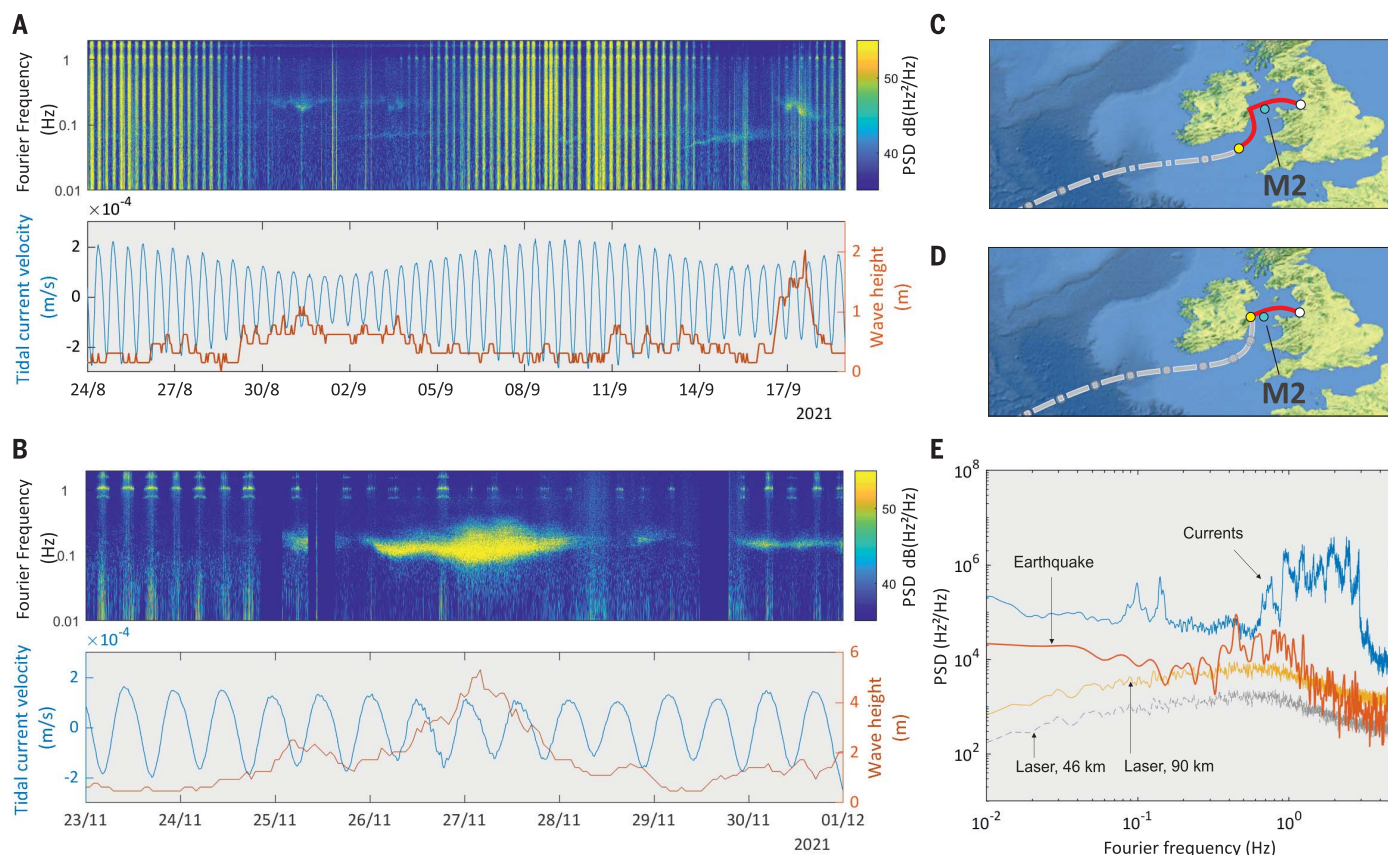 A
Fourier Frequency
(Hz)
1
0.1
0.01
50
40
PSD dB(Hz²/Hz)
×10⁻⁴
Tidal current velocity
(m/s)
2
0
-2
2
1
0
Wave height
(m)
24/8 27/8 30/8 02/9 05/9 08/9 11/9 14/9 17/9
2021
B
Fourier Frequency
(Hz)
1
0.1
0.01
50
40
PSD dB(Hz²/Hz)
×10⁻⁴
Tidal current velocity
(m/s)
2
0
-2
6
4
2
0
Wave height
(m)
23/11 24/11 25/11 26/11 27/11 28/11 29/11 30/11 01/12
2021
C
M2
D
M2
E
PSD (Hz²/Hz)
10⁸
10⁶
10⁴
10²
Currents
Earthquake
Laser, 46 km
Laser, 90 km
10⁻² 10⁻¹ 10⁰
Fourier frequency (Hz)